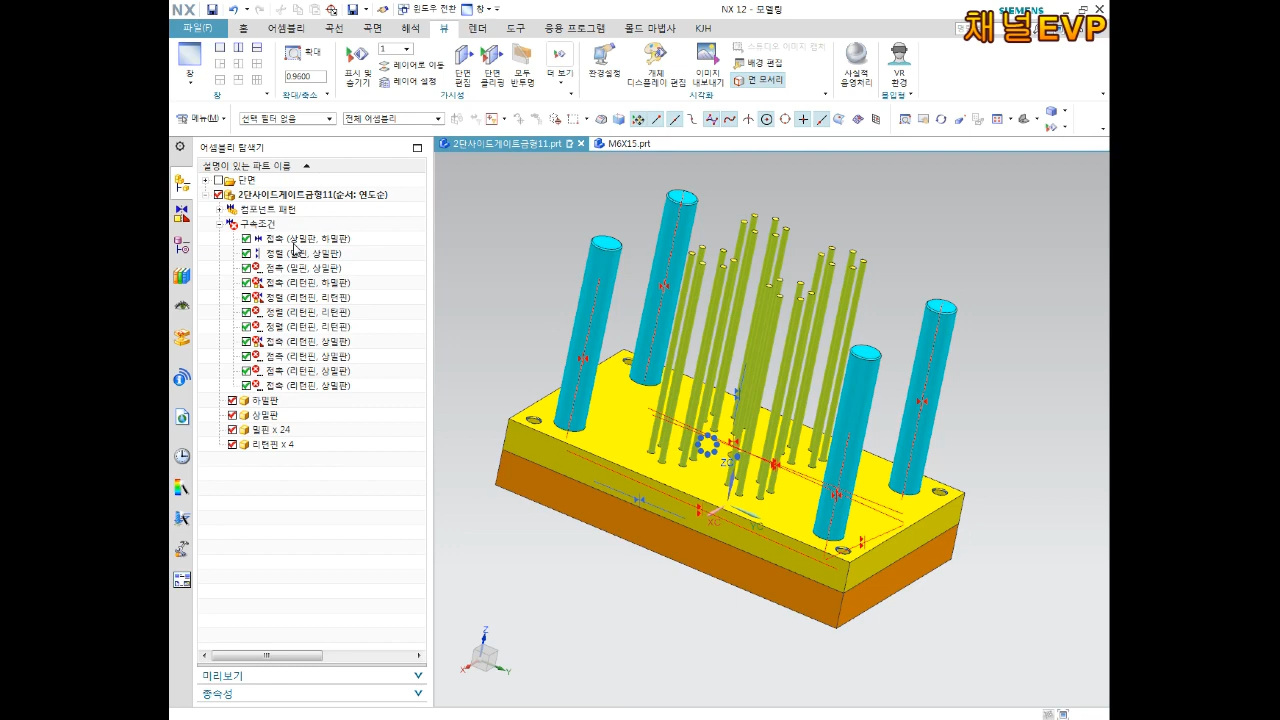 NX
윈도우 전환
창
NX 12 - 모델링
SIEMENS
채널EVP
파일(F)
홈
어셈블리
곡선
곡면
해석
뷰
렌더
도구
응용 프로그램
몰드 마법사
KJH
창
확대
0.9600
표시 및 숨기기
1
레이어로 이동
레이어 설정
단면 편집
단면 클리핑
모두 반투명
더 보기
환경설정
개체 디스플레이 편집
이미지 내보내기
스튜디오 이미지 캡처
배경 편집
면 모서리
사실적 음영처리
VR 환경
창
확대/축소
가시성
시각화
몰입형
메뉴(M)
선택 필터 없음
전체 어셈블리
어셈블리 탐색기
2단사이드게이트금형11.prt
M6X15.prt
설명이 있는 파트 이름
단면
2단사이드게이트금형11(순서: 연도순)
컴포넌트 패턴
구속조건
접촉 (상밀판, 하밀판)
정렬 (밀핀, 상밀판)
접촉 (밀핀, 상밀판)
접촉 (리턴핀, 하밀판)
정렬 (리턴핀, 리턴핀)
정렬 (리턴핀, 리턴핀)
정렬 (리턴핀, 리턴핀)
접촉 (리턴핀, 상밀판)
접촉 (리턴핀, 상밀판)
접촉 (리턴핀, 상밀판)
접촉 (리턴핀, 상밀판)
하밀판
상밀판
밀핀 x 24
리턴핀 x 4
ZC
XC
YC
Z
X
Y
미리보기
종속성